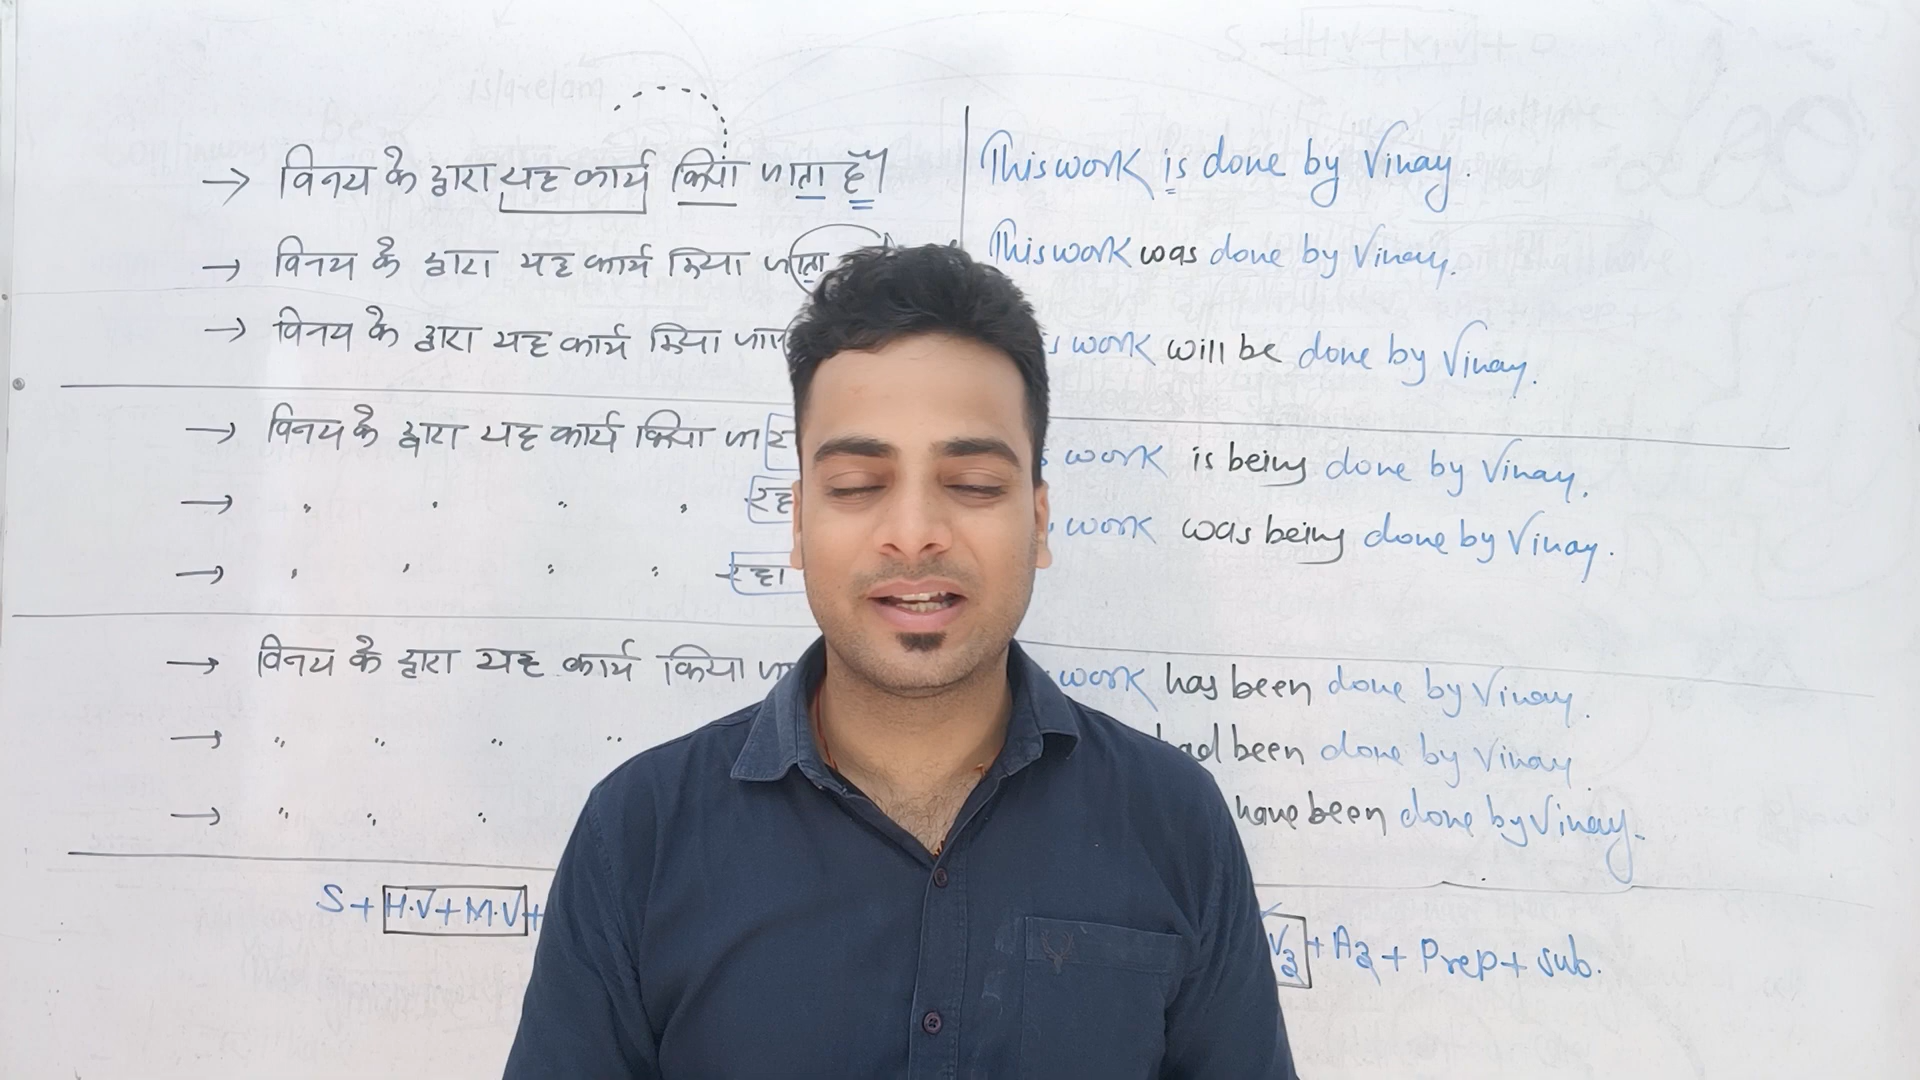 → विनय के द्वारा यह कार्य किया जाता है। This work is done by Vinay.
→ विनय के द्वारा यह कार्य किया जाता This work was done by Vinay.
→ विनय के द्वारा यह कार्य किया work will be done by Vinay.
→ विनय के द्वारा यह कार्य किया work is being done by Vinay.
→ " " " " work was being done by Vinay.
→ " " " " रहा
→ विनय के द्वारा यह कार्य किया work has been done by Vinay.
→ " " " " had been done by Vinay
→ " " " have been done by Vinay.
S + H.V + M.V + V3 + A3 + Prep + Sub.